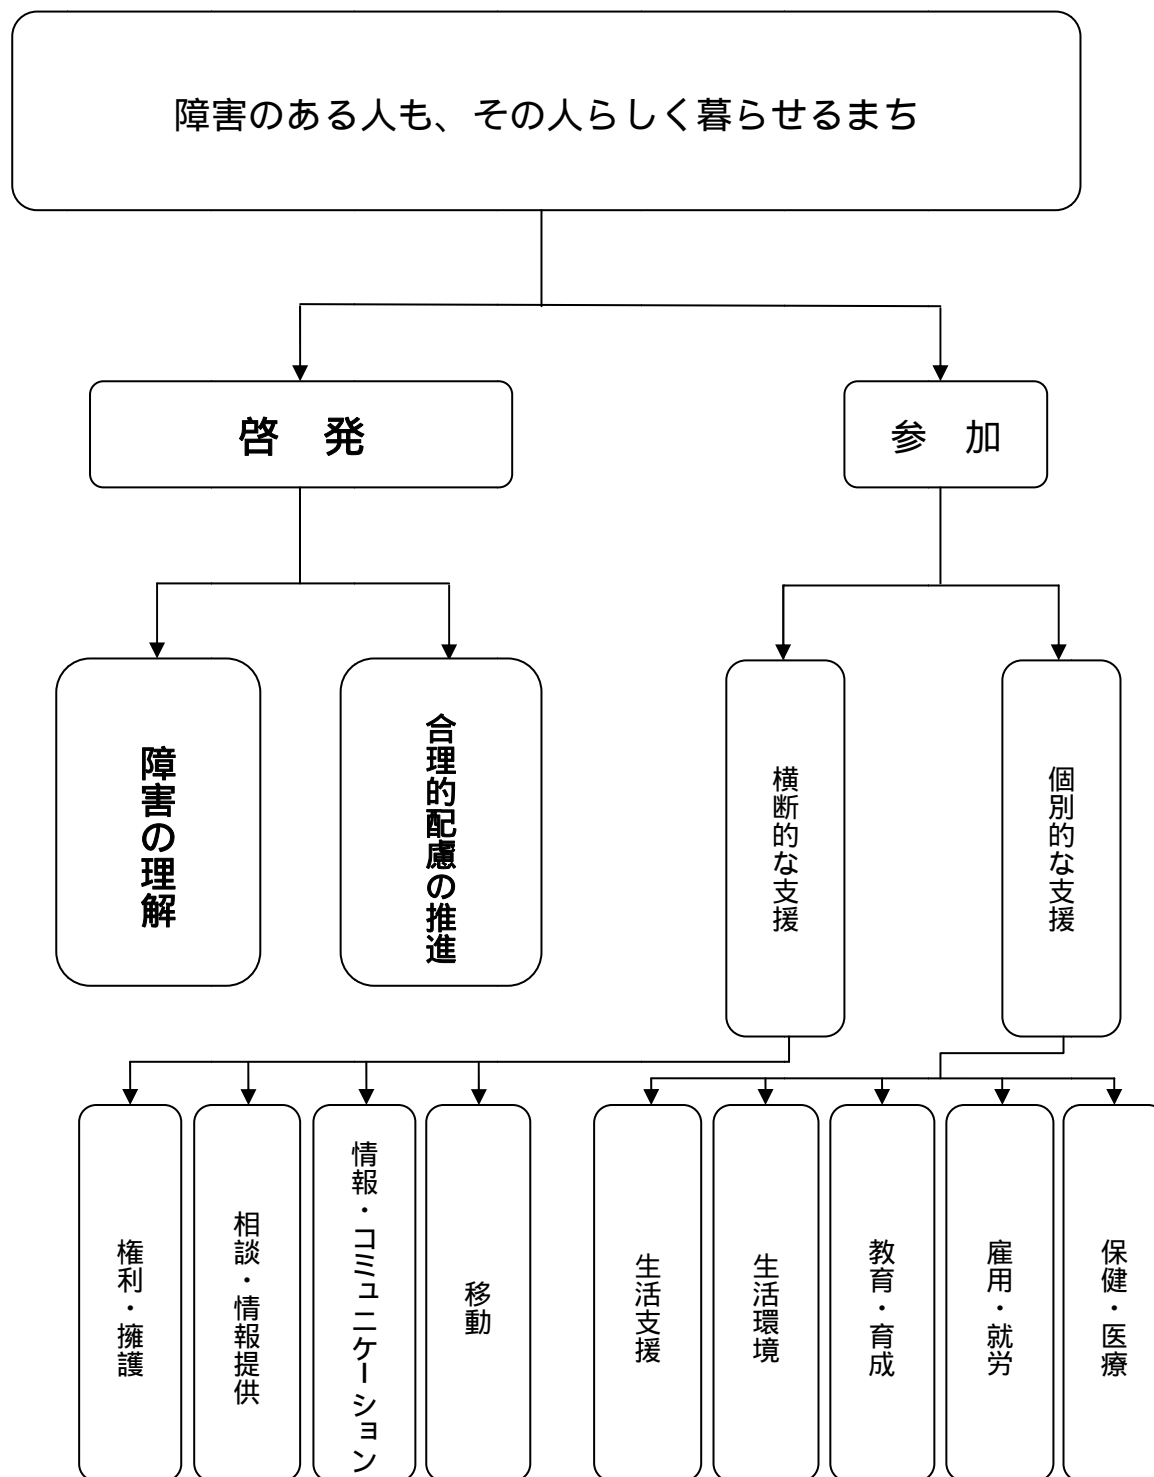 障害のある人も、その人らしく暮らせるまち
啓　発
参　加
障害の理解
合理的配慮の推進
横断的な支援
個別的な支援
権利・擁護
相談・情報提供
情報・コミュニケーション
移動
生活支援
生活環境
教育・育成
雇用・就労
保健・医療